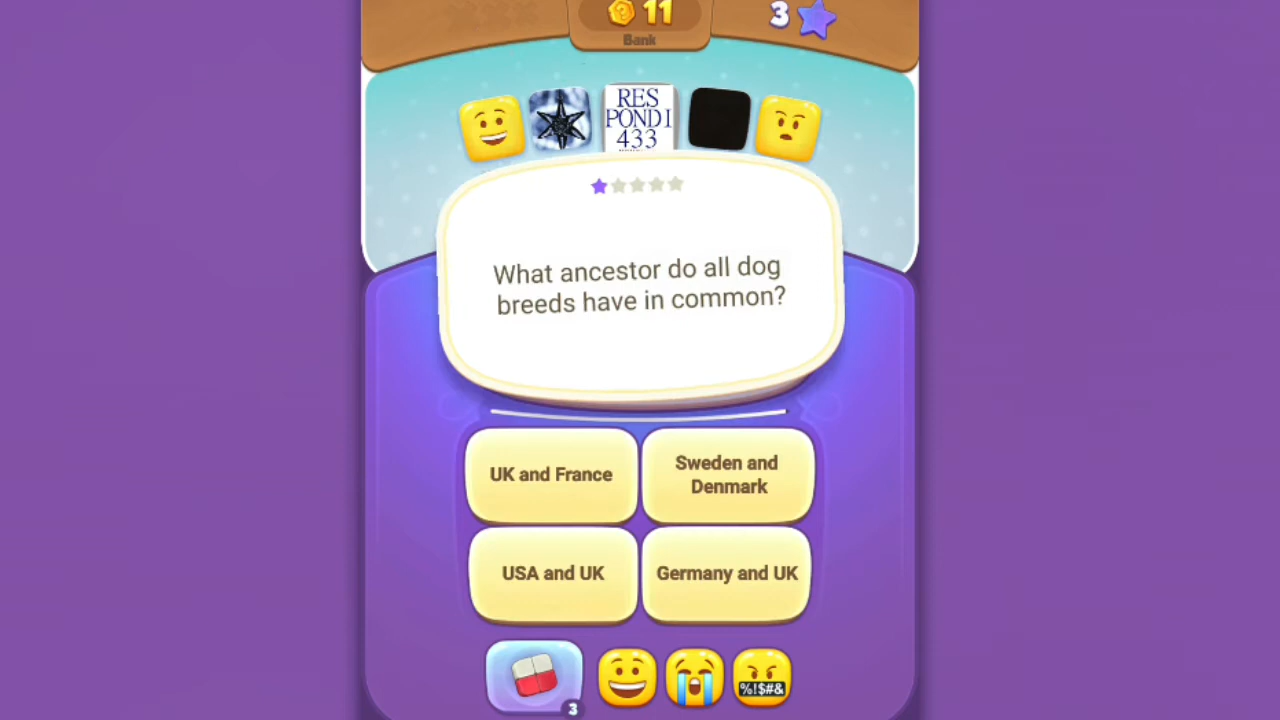 11
Bank
3
RES
POND I
433
What ancestor do all dog
breeds have in common?
UK and France
Sweden and
Denmark
USA and UK
Germany and UK
%!$#&
3